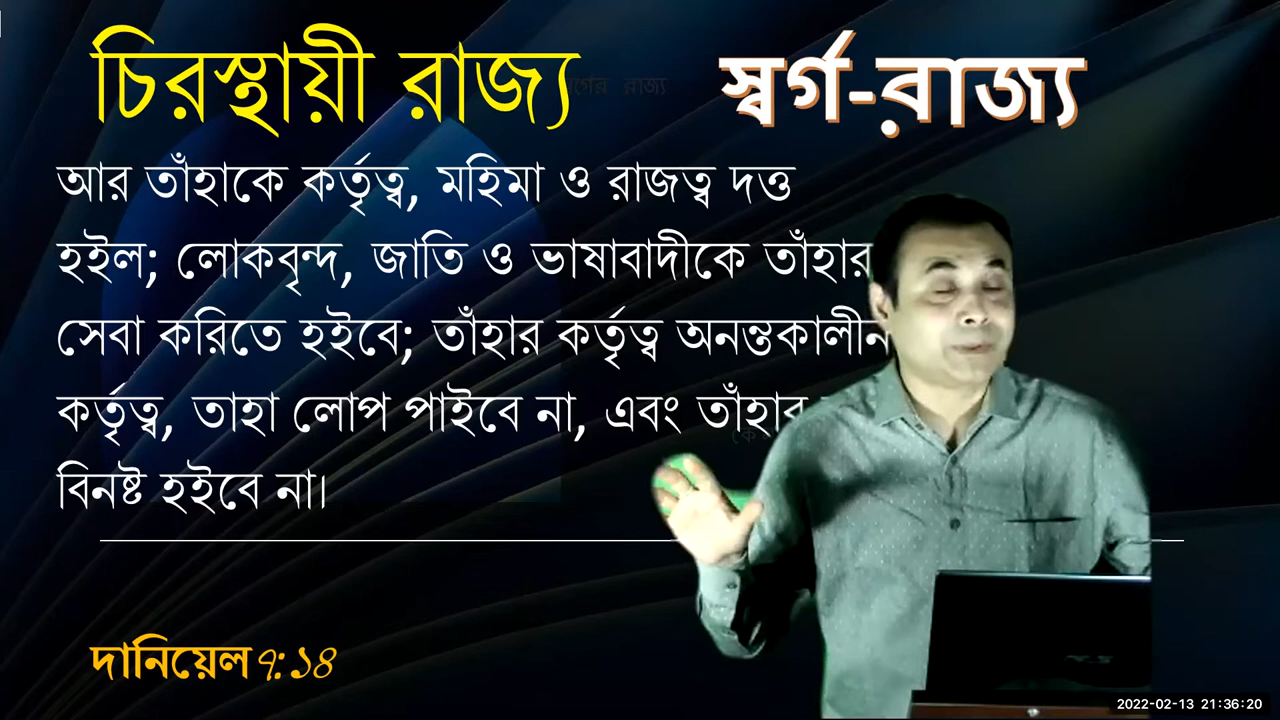 চিরস্থায়ী রাজ্য
স্বর্গ-রাজ্য
আর তাঁহাকে কর্তৃত্ব, মহিমা ও রাজত্ব দত্ত
হইল; লোকবৃন্দ, জাতি ও ভাষাবাদীকে তাঁহার
সেবা করিতে হইবে; তাঁহার কর্তৃত্ব অনন্তকালীন
কর্তৃত্ব, তাহা লোপ পাইবে না, এবং তাঁহার
বিনষ্ট হইবে না।
দানিয়েল ৭:১৪
2022-02-13 21:36:20